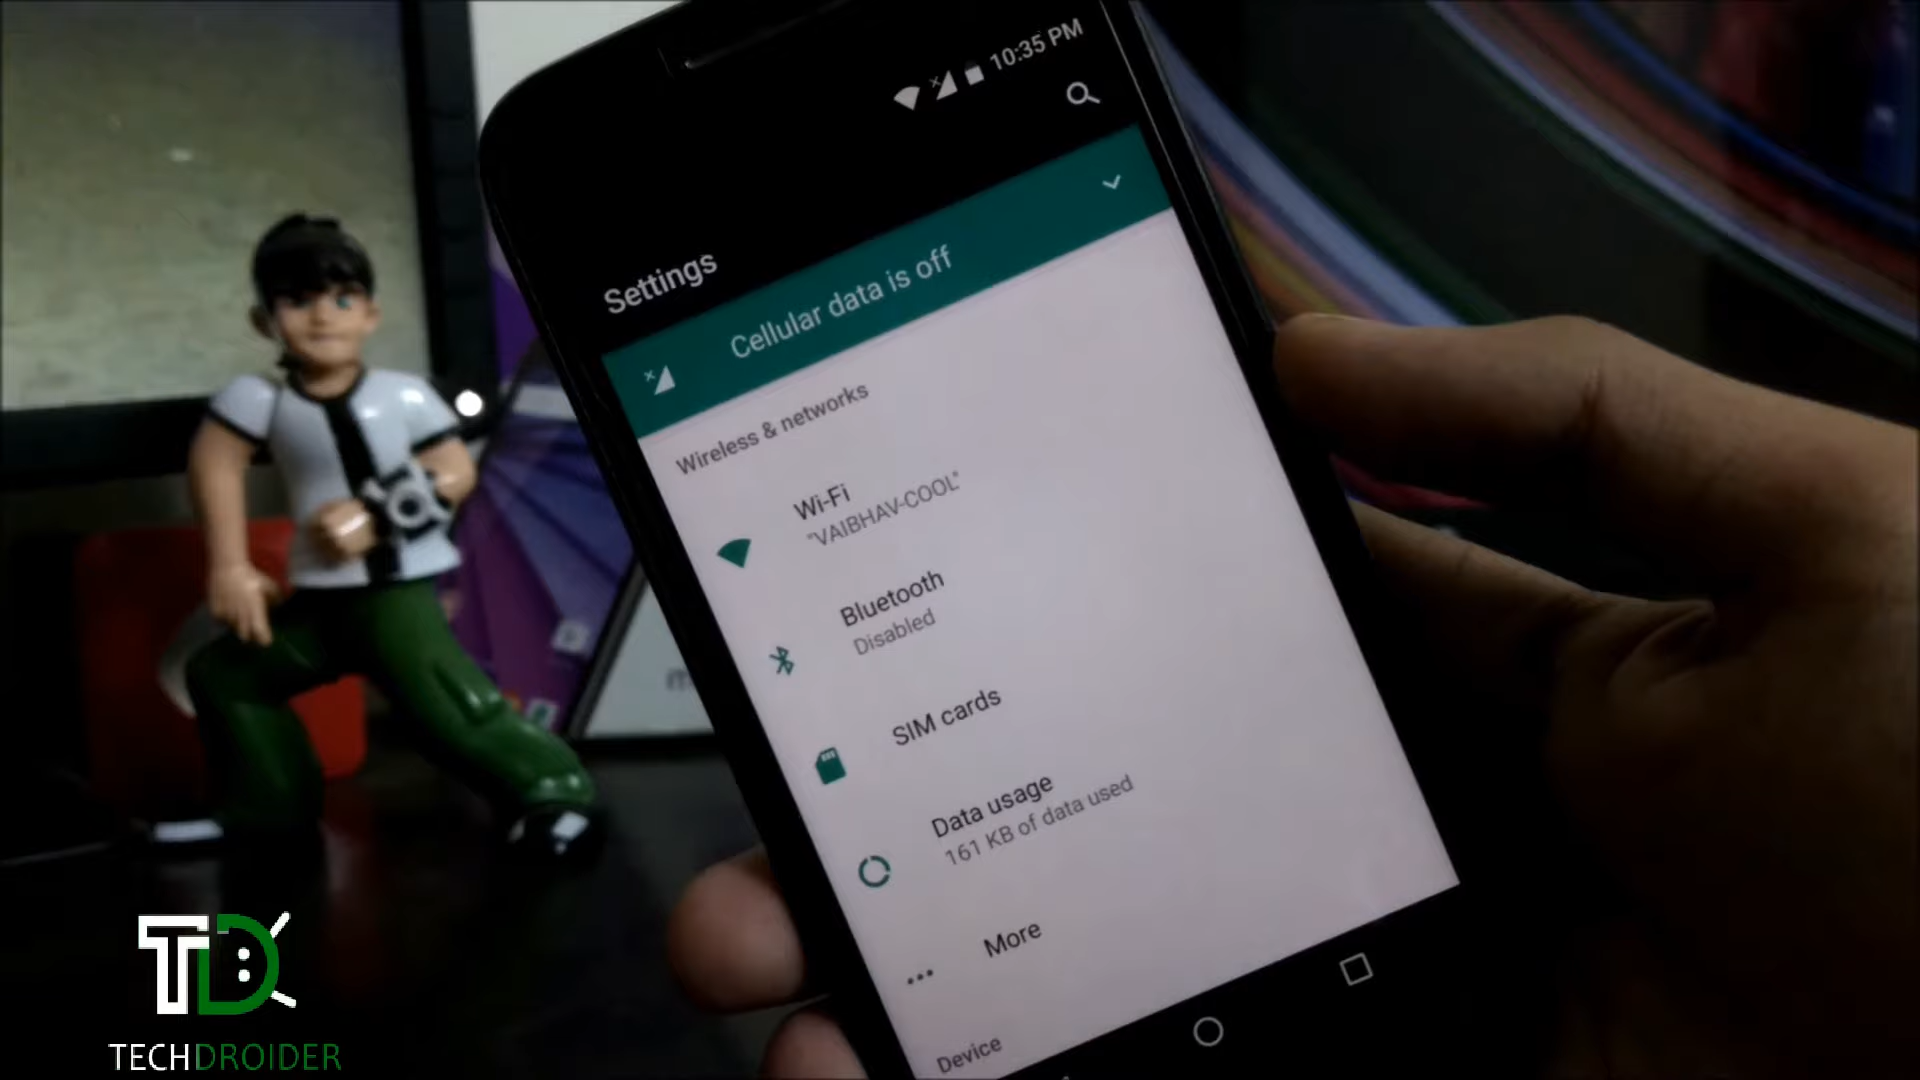 10:35 PM
Settings
Cellular data is off
Wireless & networks
Wi-Fi
"VAIBHAV-COOL"
Bluetooth
Disabled
SIM cards
Data usage
161 KB of data used
More
Device
TD
TECHDROIDER